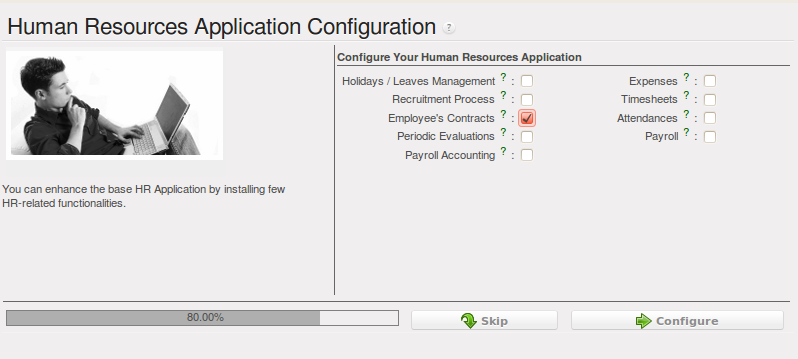 Human Resources Application Configuration ?
Configure Your Human Resources Application
Holidays / Leaves Management ? :
Expenses ? :
Recruitment Process ? :
Timesheets ? :
Employee's Contracts ? :
Attendances ? :
Periodic Evaluations ? :
Payroll ? :
Payroll Accounting ? :
You can enhance the base HR Application by installing few
HR-related functionalities.
80.00%
Skip
Configure